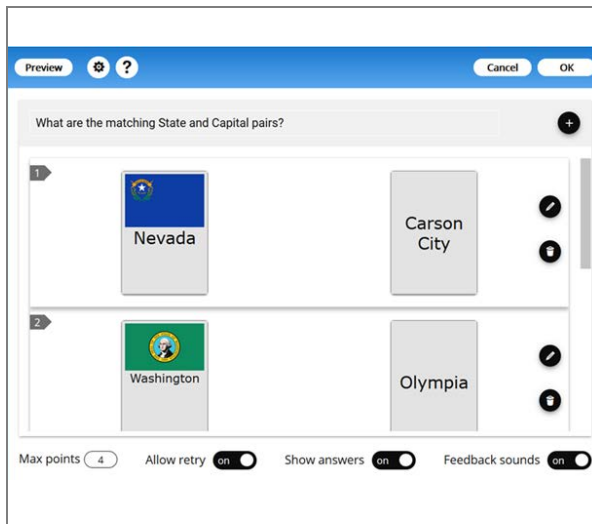 Preview ? Cancel OK
What are the matching State and Capital pairs? +
1
Nevada
Carson
City
2
Washington
Olympia
Max points 4 Allow retry on Show answers on Feedback sounds on